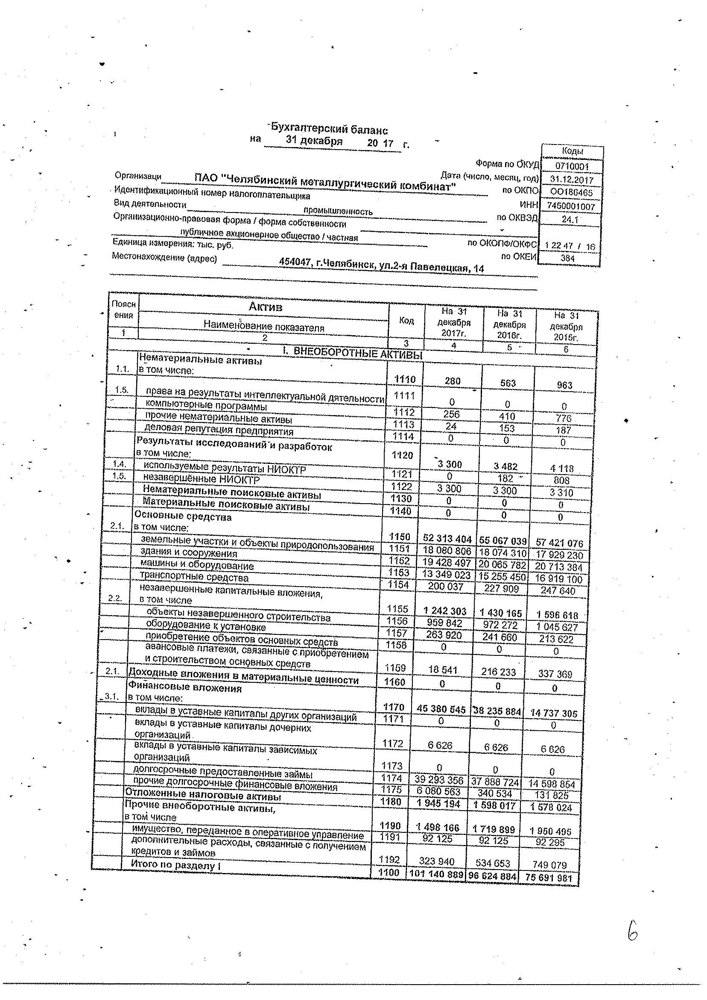 Бухгалтерский баланс
на 31 декабря 20 17 г.
Коды
Форма по ОКУД 0710001
Дата (число, месяц, год) 31.12.2017
Организаци ПАО "Челябинский металлургический комбинат" по ОКПО ОО186465
Идентификационный номер налогоплательщика ИНН 7450001007
Вид деятельности промышленность по ОКВЭД 24.1
Организационно-правовая форма / форма собственности
публичное акционерное общество / частная по ОКОПФ/ОКФС 1 22 47 / 16
Единица измерения: тыс. руб. по ОКЕИ 384
Местонахождение (адрес) 454047, г.Челябинск, ул.2-я Павелецкая, 14
Поясн ения Актив Код На 31 декабря 2017г. На 31 декабря 2016г. На 31 декабря 2015г.
Наименование показателя
1 2 3 4 5 6
I. ВНЕОБОРОТНЫЕ АКТИВЫ
Нематериальные активы
1.1. в том числе: 1110 280 563 963
1.5. права на результаты интеллектуальной дятельности 1111 0 0 0
компьютерные программы 1112 256 410 776
прочие нематериальные активы 1113 24 153 187
деловая репутация предприятия 1114 0 0 0
Результаты исследований и разработок
в том числе: 1120 3 300 3 482 4 118
1.4. используемые результаты НИОКТР 1121 0 182 808
1.5. незавершённые НИОКТР 1122 3 300 3 300 3 310
Нематериальные поисковые активы 1130 0 0 0
Материальные поисковые активы 1140 0 0 0
Основные средства
2.1. в том числе: 1150 52 313 404 55 067 039 57 421 076
земельные участки и объекты природопользования 1151 18 080 806 18 074 310 17 929 230
здания и сооружения 1152 19 428 497 20 065 782 20 713 384
машины и оборудование 1153 13 349 023 15 255 450 16 919 100
транспортные средства 1154 200 037 227 909 247 640
незавершенные капитальные вложения,
2.2. в том числе 1155 1 242 303 1 430 165 1 596 618
объекты незавершенного строительства 1156 959 842 972 272 1 045 627
оборудование к установке 1157 263 920 241 660 213 622
приобретение объектов основных средств 1158 0 0 0
авансовые платежи, связанные с приобретением
и строительством основных средств 1159 18 541 216 233 337 369
2.1. Доходные вложения в материальные ценности 1160 0 0 0
Финансовые вложения
3.1. в том числе: 1170 45 380 545 38 235 884 14 737 305
вклады в уставные капиталы других организаций 1171 0 0 0
вклады в уставные капиталы дочерних
организаций 1172 6 626 6 626 6 626
вклады в уставные капиталы зависимых
организаций 1173 0 0 0
долгосрочные предоставленные займы 1174 39 293 356 37 888 724 14 598 854
прочие долгосрочные финансовые вложения 1175 6 080 563 340 534 131 825
Отложенные налоговые активы 1180 1 945 194 1 598 017 1 578 024
Прочие внеоборотные активы,
в том числе 1190 1 498 166 1 719 899 1 950 495
имущество, переданное в оперативное управление 1191 92 125 92 125 92 295
дополнительные расходы, связанные с получением
кредитов и займов 1192 323 940 534 653 749 079
Итого по разделу I 1100 101 140 889 96 624 884 75 691 981
6